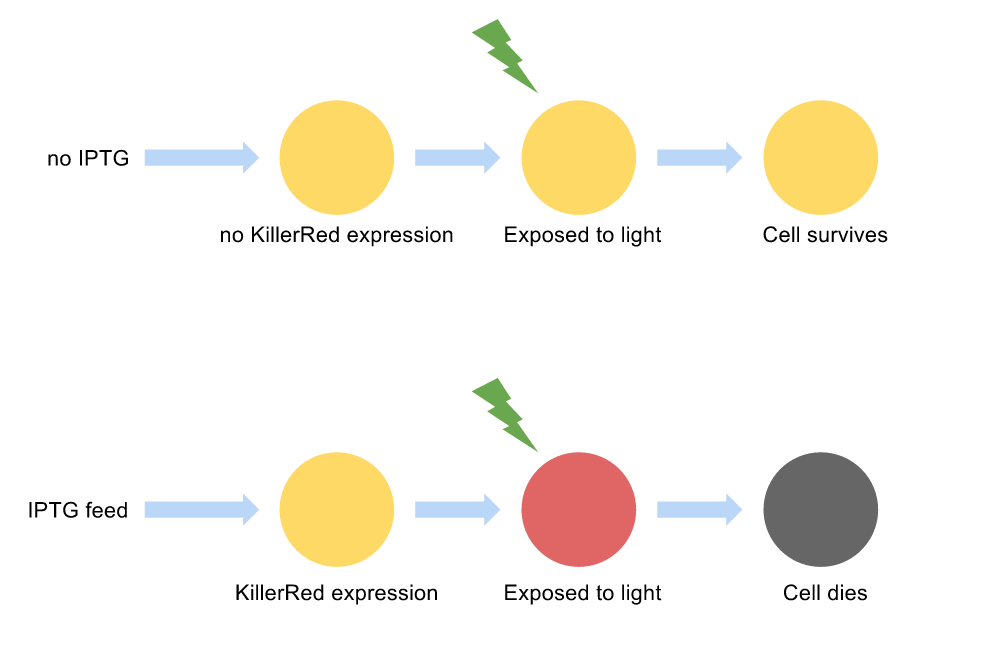 no IPTG
no KillerRed expression
Exposed to light
Cell survives
IPTG feed
KillerRed expression
Exposed to light
Cell dies